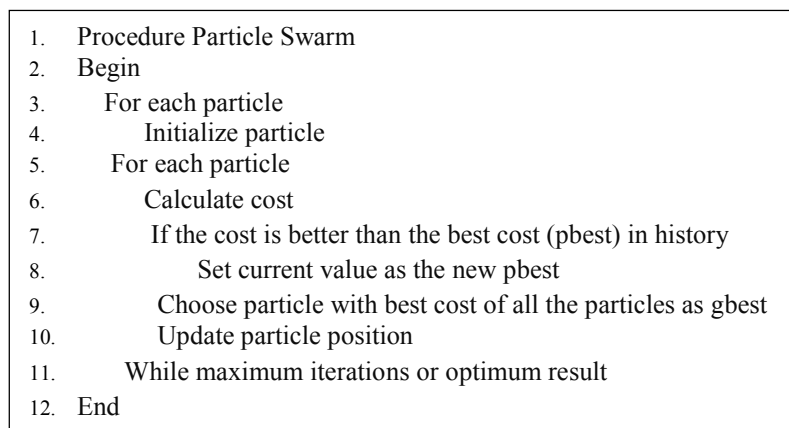 1. Procedure Particle Swarm
2. Begin
3. For each particle
4. Initialize particle
5. For each particle
6. Calculate cost
7. If the cost is better than the best cost (pbest) in history
8. Set current value as the new pbest
9. Choose particle with best cost of all the particles as gbest
10. Update particle position
11. While maximum iterations or optimum result
12. End